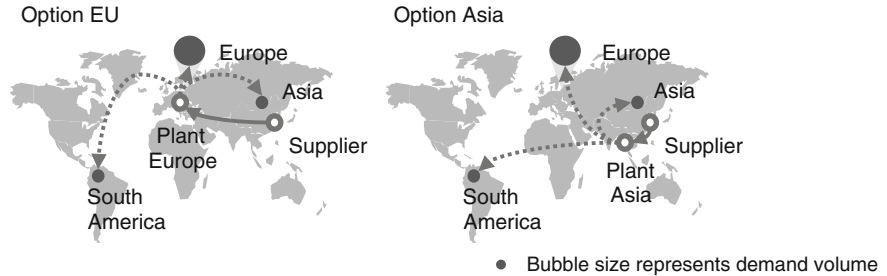 Option EU
Europe
Asia
Plant
Europe
Supplier
South
America
Option Asia
Europe
Asia
Supplier
Plant
Asia
South
America
Bubble size represents demand volume